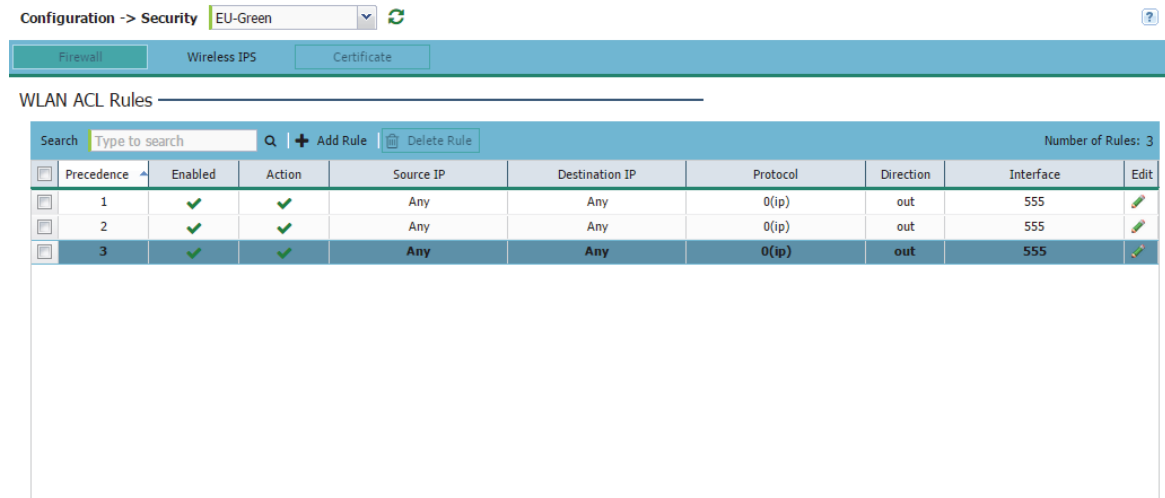 Configuration -> Security EU-Green ?
Firewall Wireless IPS Certificate
WLAN ACL Rules
Search Type to search Add Rule Delete Rule Number of Rules: 3
Precedence Enabled Action Source IP Destination IP Protocol Direction Interface Edit
1 Any Any 0(ip) out 555
2 Any Any 0(ip) out 555
3 Any Any 0(ip) out 555